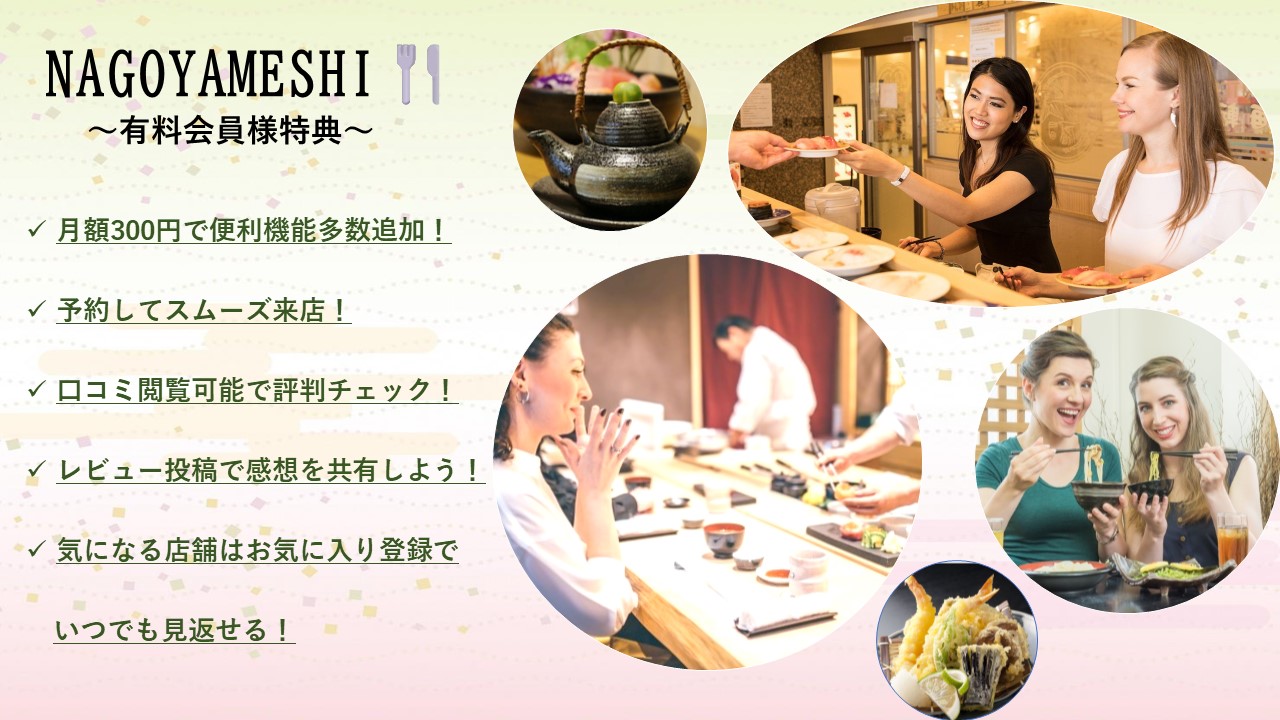 NAGOYAMESHI
～有料会員様特典～
✓ 月額300円で便利機能多数追加！
✓ 予約してスムーズ来店！
✓ 口コミ閲覧可能で評判チェック！
✓ レビュー投稿で感想を共有しよう！
✓ 気になる店舗はお気に入り登録で
いつでも見返せる！